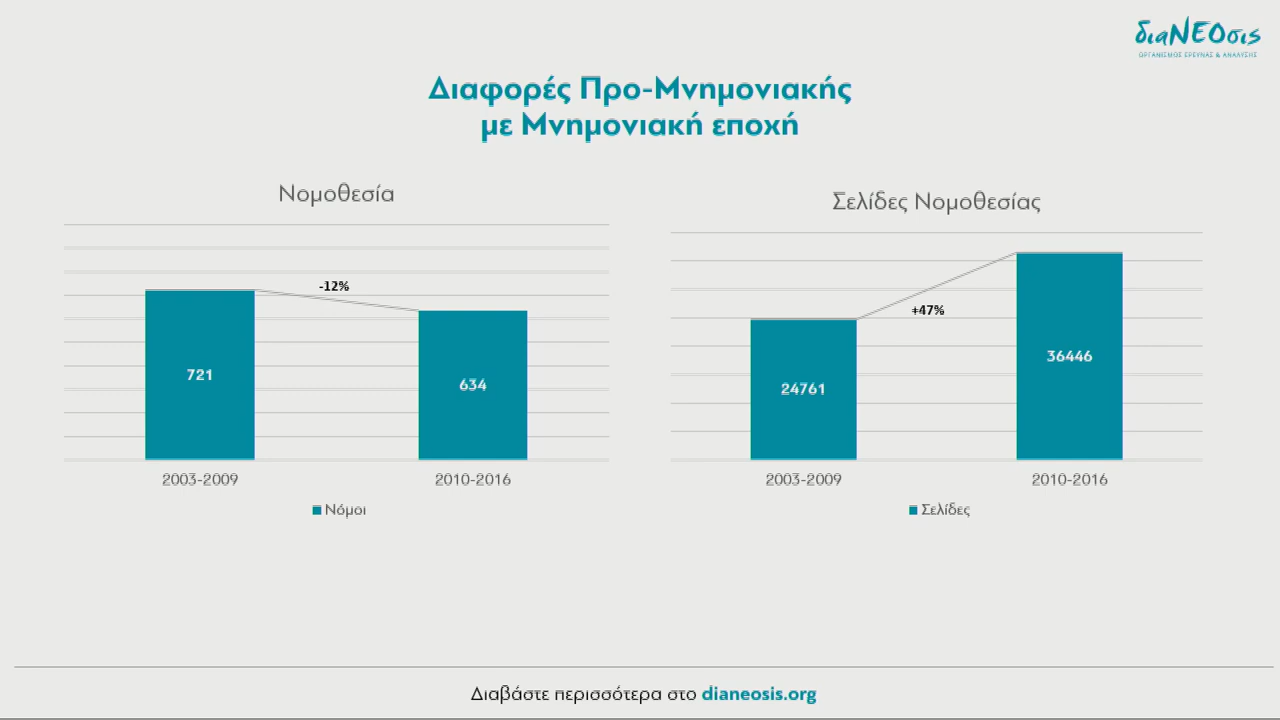 διαΝΕΟσις
ΟΡΓΑΝΙΣΜΟΣ ΕΡΕΥΝΑΣ & ΑΝΑΛΥΣΗΣ
Διαφορές Προ-Μνημονιακής
με Μνημονιακή εποχή
Νομοθεσία
-12%
721
634
2003-2009
2010-2016
Νόμοι
Σελίδες Νομοθεσίας
+47%
24761
36446
2003-2009
2010-2016
Σελίδες
Διαβάστε περισσότερα στο dianeosis.org